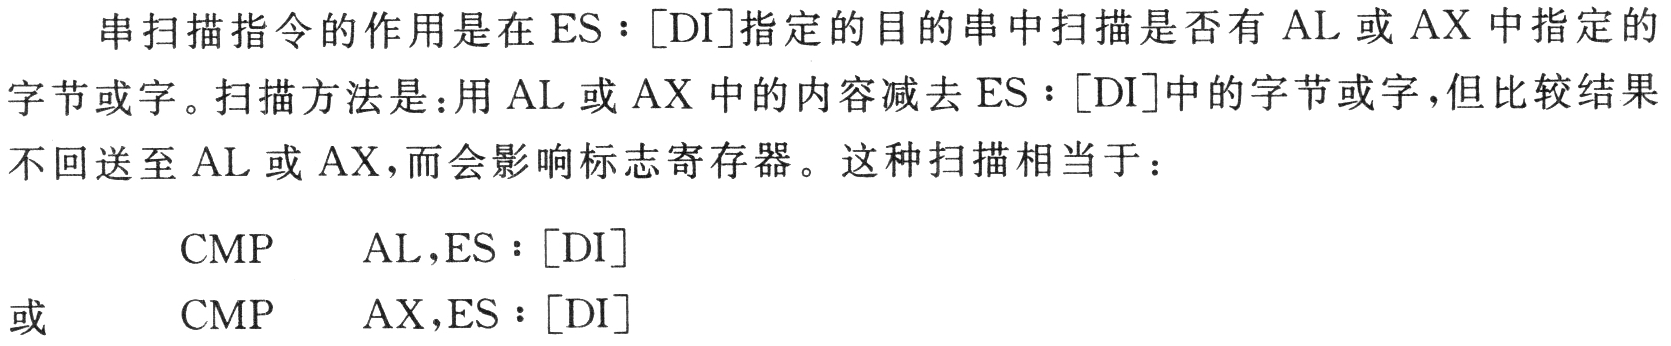 串扫描指令的作用是在 ES：[DI]指定的目的串中扫描是否有 AL 或 AX 中指定的
字节或字。扫描方法是：用 AL 或 AX 中的内容减去 ES：[DI]中的字节或字，但比较结果
不回送至 AL 或 AX，而会影响标志寄存器。这种扫描相当于：
CMP AL,ES：[DI]
或 CMP AX,ES：[DI]